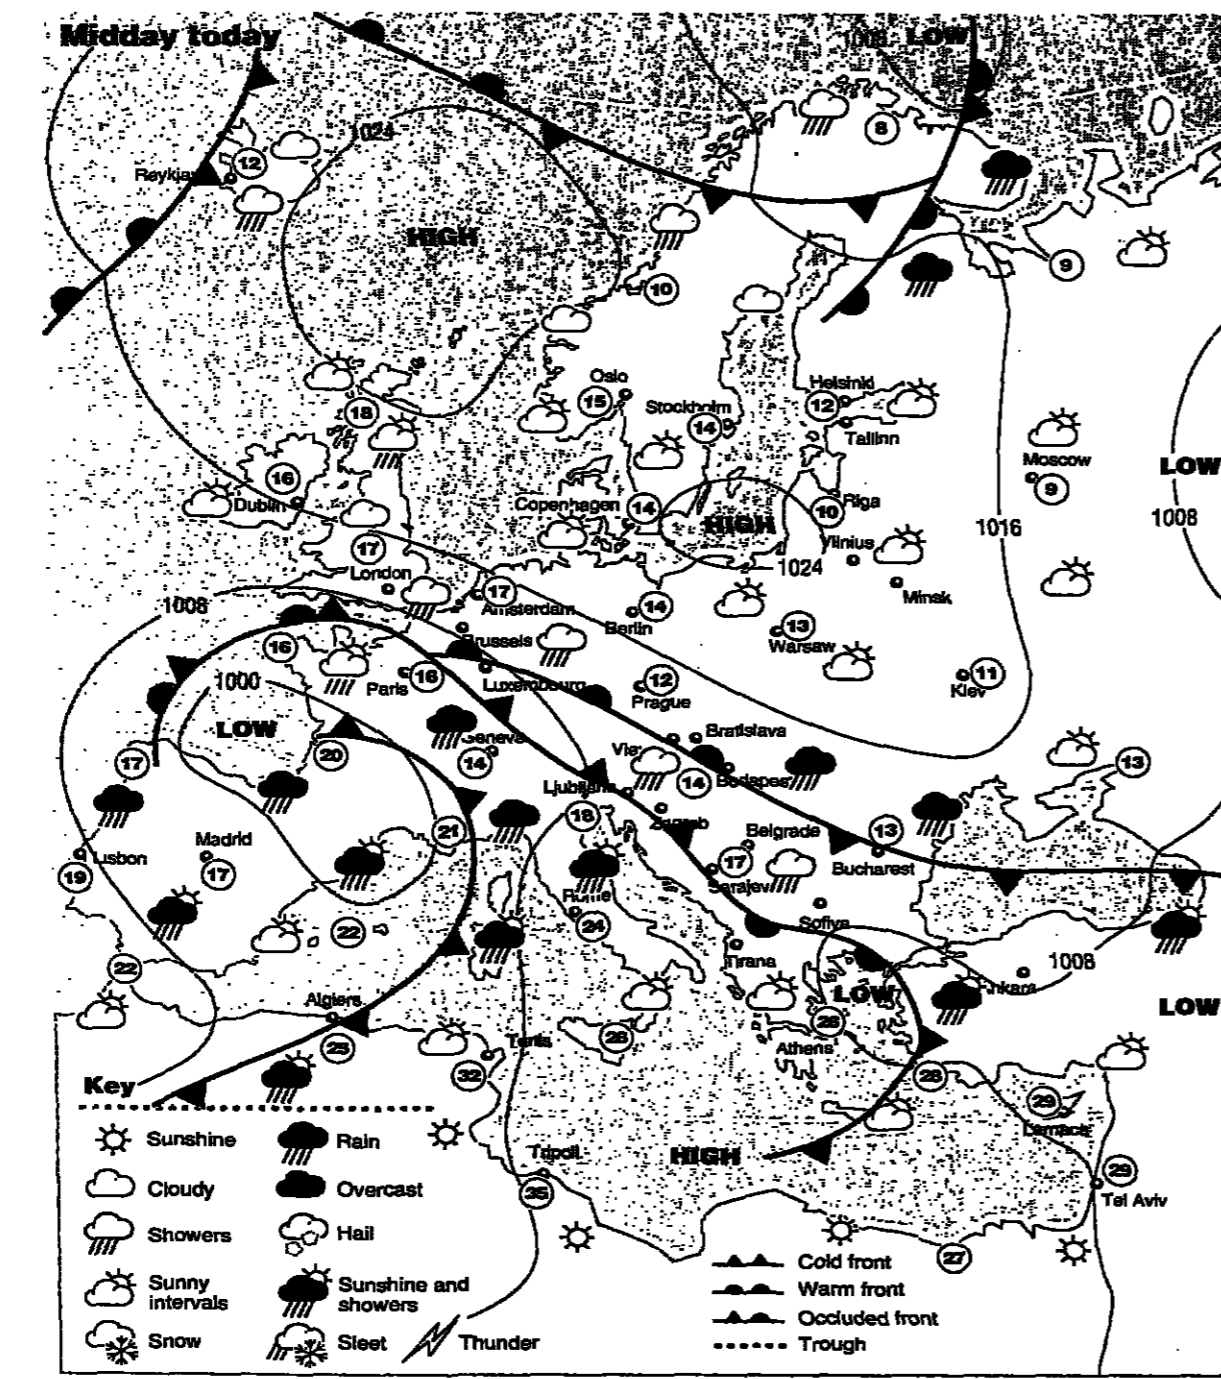 Midday today
1008 LOW
1024
8
12
Reykjav
HIGH
9
10
Oslo
15
Helsinki
12
18
Stockholm
14
Tallinn
Moscow
9
LOW
16
Dublin
Copenhagen
14
Riga
10
HIGH
1016
1008
Vilnius
17
London
1024
Minsk
1008
17
Amsterdam
14
Berlin
13
Warsaw
Brussels
16
1000
Paris
16
Luxembourg
12
Prague
11
Kiev
LOW
Bratislava
20
Geneva
14
17
14
Budapes
13
Ljubljana
18
Zagreb
Madrid
17
21
Belgrade
13
17
Bucharest
Lisbon
19
Sarajev
Rome
24
Sofiya
22
Tirana
22
1008
Ankara
LOW
LOW
Algiers
25
26
Athens
Tunis
32
28
29
Larnaca
HIGH
Tripoli
35
29
Tel Aviv
27
Key
Sunshine
Rain
Cloudy
Overcast
Showers
Hail
Sunny
intervals
Sunshine and
showers
Snow
Sleet
Thunder
Cold front
Warm front
Occluded front
Trough